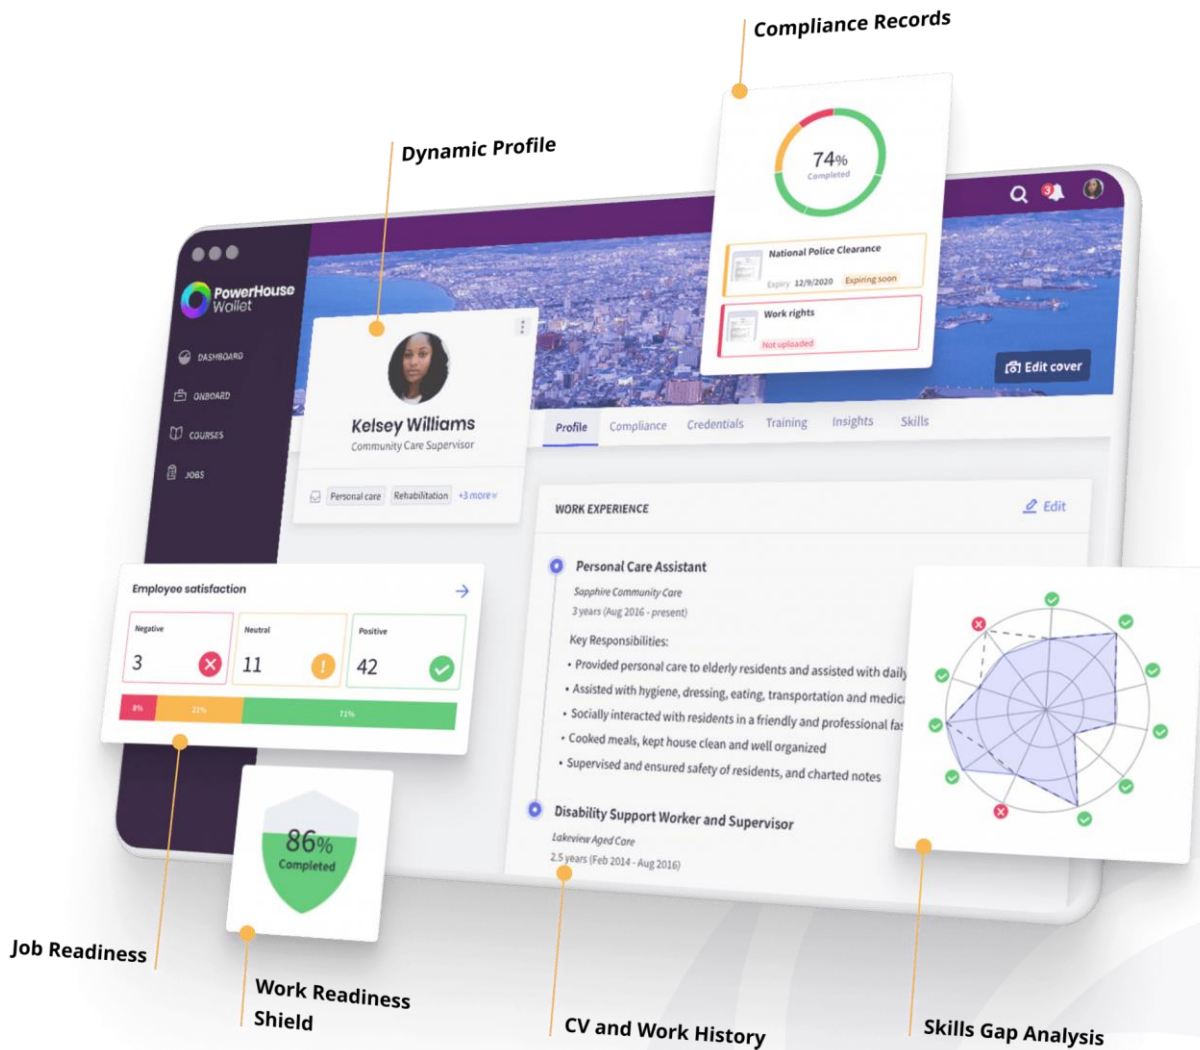 Compliance Records
Dynamic Profile
74%
Completed
3
National Police Clearance
Expiry 12/9/2020 Expiring soon
Work rights
Not uploaded
PowerHouse
Wallet
DASHBOARD
ONBOARD
COURSES
JOBS
Edit cover
Kelsey Williams
Community Care Supervisor
Personal care Rehabilitation +3 more
Profile Compliance Credentials Training Insights Skills
WORK EXPERIENCE
Edit
Personal Care Assistant
Sapphire Community Care
3 years (Aug 2016 - present)
Key Responsibilities:
• Provided personal care to elderly residents and assisted with daily
• Assisted with hygiene, dressing, eating, transportation and medica
• Socially interacted with residents in a friendly and professional fas
• Cooked meals, kept house clean and well organized
• Supervised and ensured safety of residents, and charted notes
Disability Support Worker and Supervisor
Lakeview Aged Care
2.5 years (Feb 2014 - Aug 2016)
Employee satisfaction
Negative Neutral Positive
3 11 42
8% 21% 71%
86%
Completed
Job Readiness
Work Readiness
Shield
CV and Work History
Skills Gap Analysis